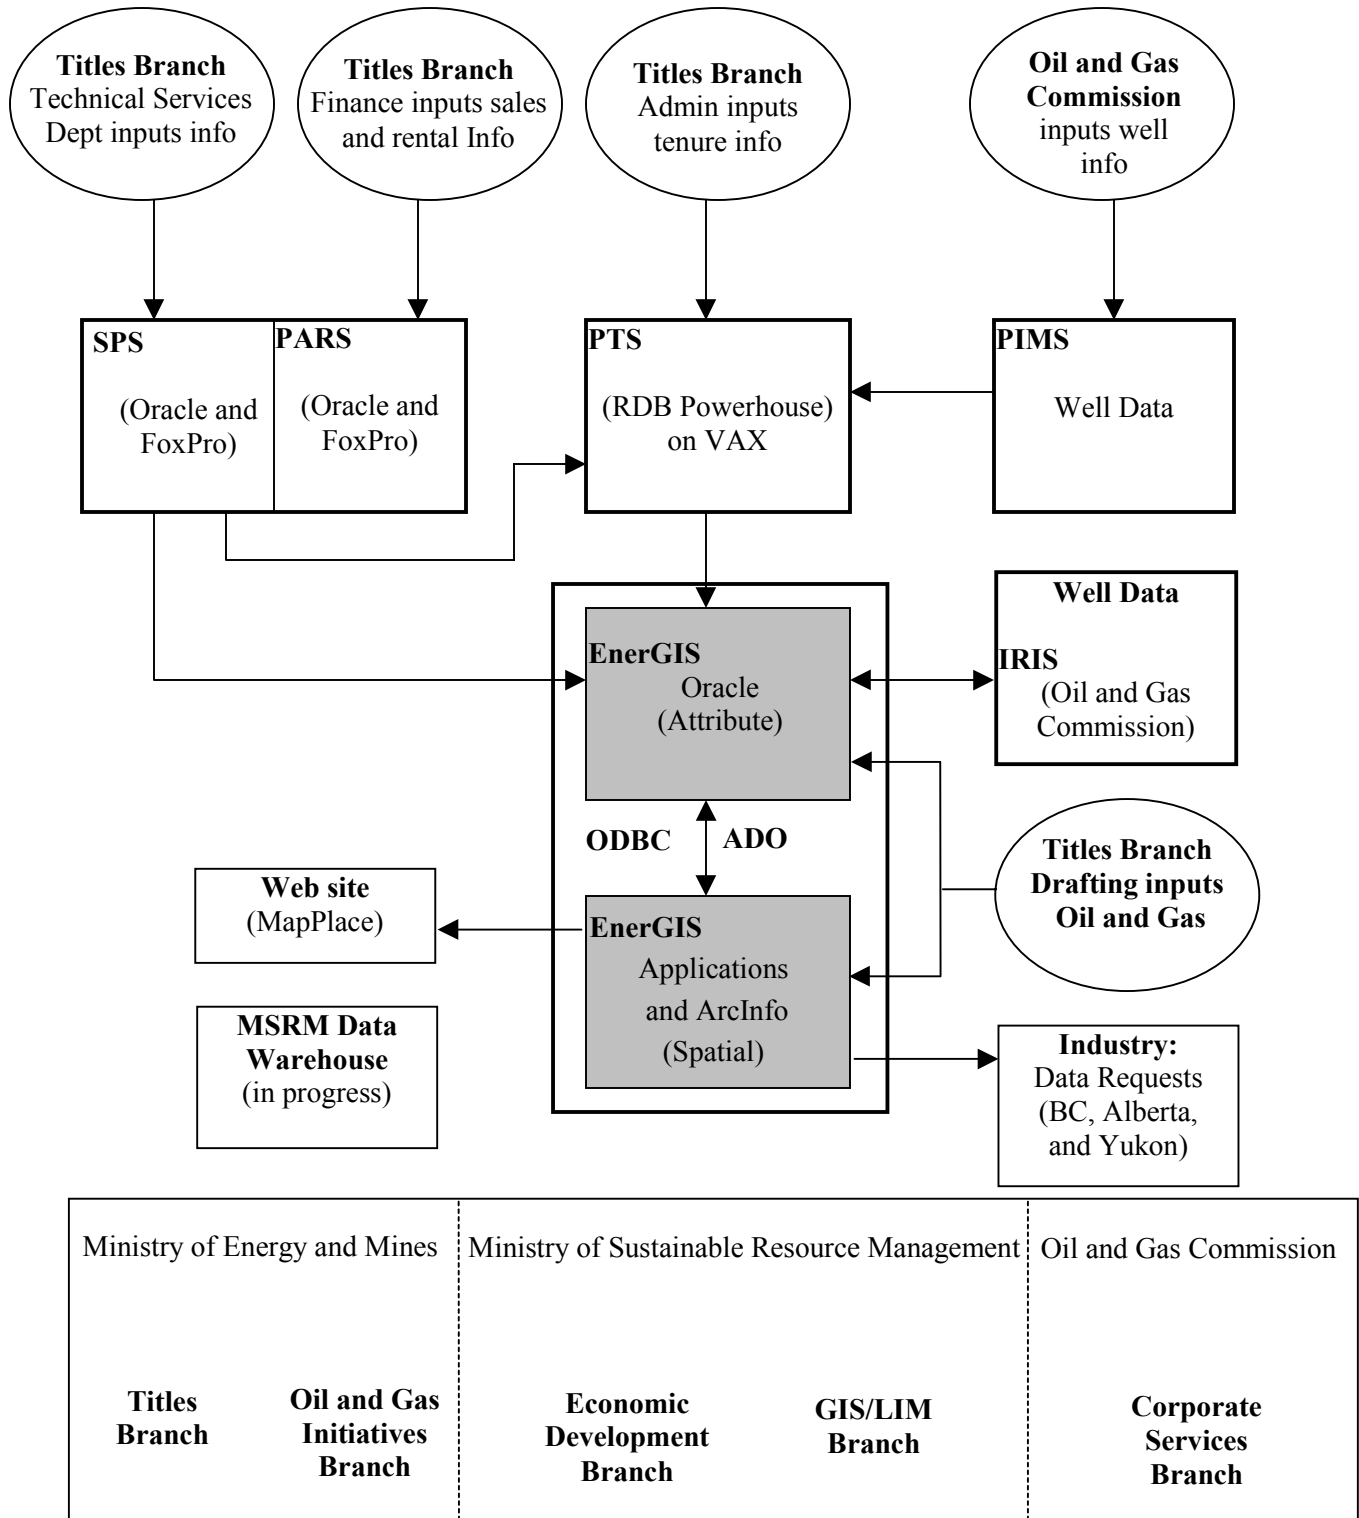 Titles Branch
Technical Services
Dept inputs info
Titles Branch
Finance inputs sales
and rental Info
Titles Branch
Admin inputs
tenure info
Oil and Gas
Commission
inputs well
info
SPS
(Oracle and
FoxPro)
PARS
(Oracle and
FoxPro)
PTS
(RDB Powerhouse)
on VAX
PIMS
Well Data
EnerGIS
Oracle
(Attribute)
Well Data
IRIS
(Oil and Gas
Commission)
ODBC
ADO
Titles Branch
Drafting inputs
Oil and Gas
Web site
(MapPlace)
EnerGIS
Applications
and ArcInfo
(Spatial)
MSRM Data
Warehouse
(in progress)
Industry:
Data Requests
(BC, Alberta,
and Yukon)
Ministry of Energy and Mines
Ministry of Sustainable Resource Management
Oil and Gas Commission
Titles
Branch
Oil and Gas
Initiatives
Branch
Economic
Development
Branch
GIS/LIM
Branch
Corporate
Services
Branch